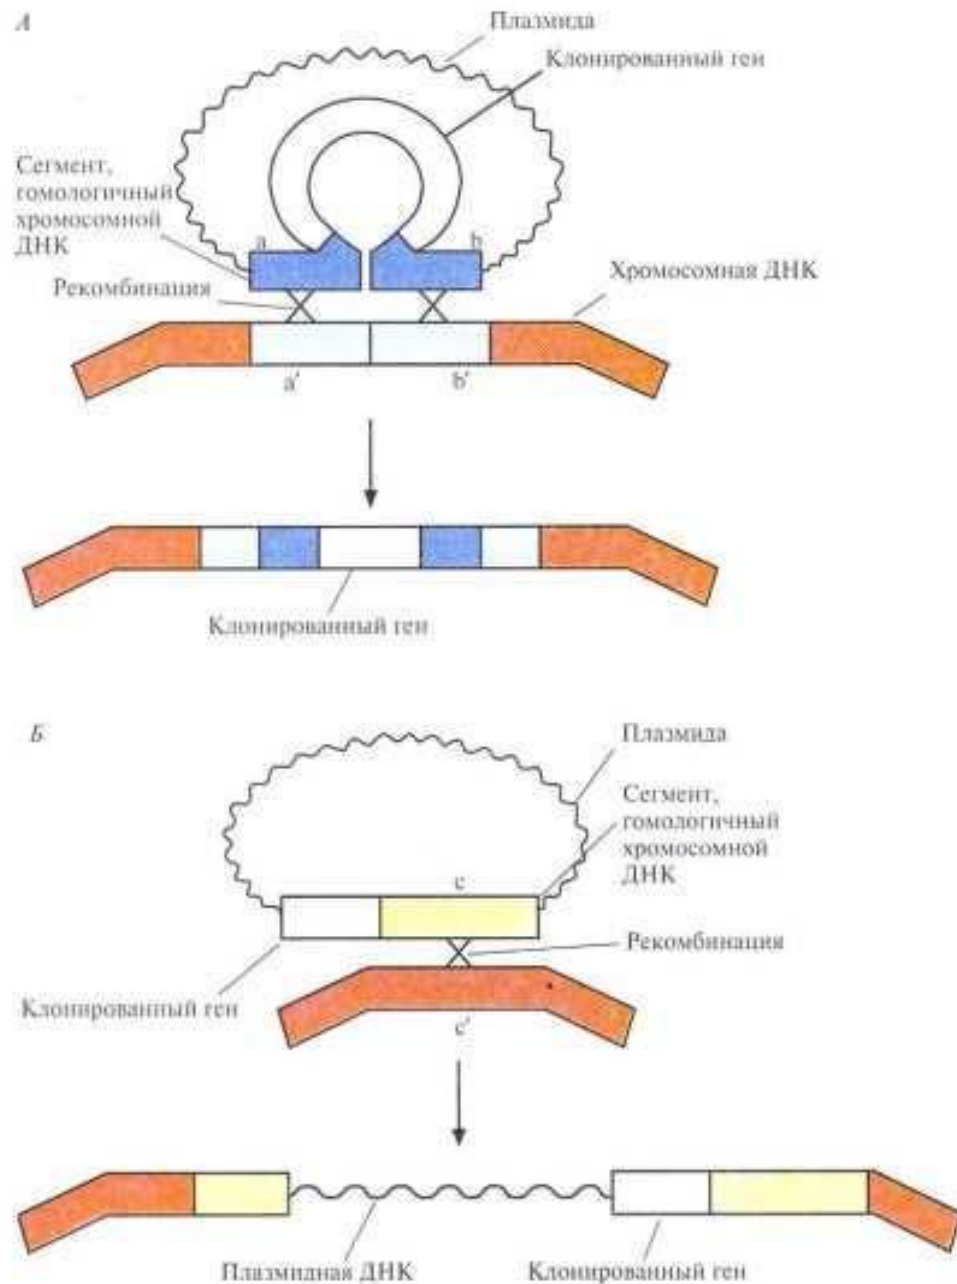 А
Плазмида
Клонированный ген
Сегмент,
гомологичный
хромосомной
ДНК
a
b
Рекомбинация
Хромосомная ДНК
a'
b'
Клонированный ген
Б
Плазмида
Сегмент,
гомологичный
хромосомной
ДНК
c
Рекомбинация
Клонированный ген
c'
Плазмидная ДНК
Клонированный ген